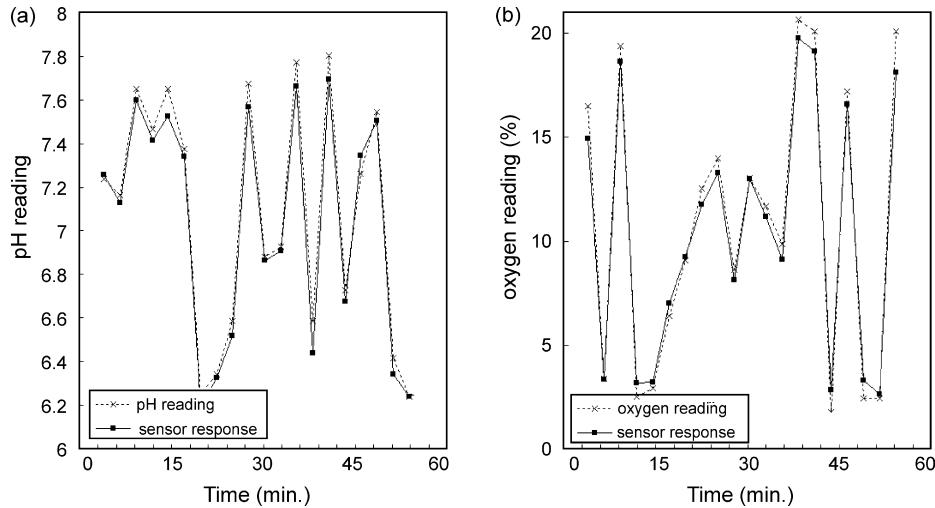 (a)
8
7.8
7.6
7.4
7.2
7
6.8
6.6
6.4
6.2
6
pH reading
pH reading
sensor response
0 15 30 45 60
Time (min.)
(b)
20
15
10
5
0
oxygen reading (%)
oxygen reading
sensor response
0 15 30 45 60
Time (min.)